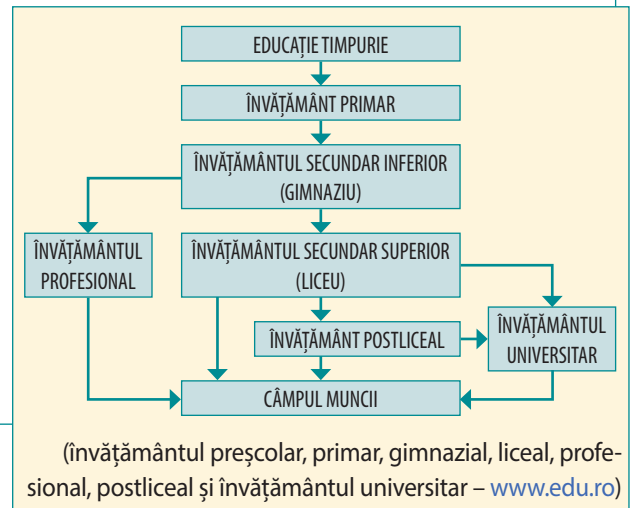 EDUCAȚIE TIMPURIE
ÎNVĂȚĂMÂNT PRIMAR
ÎNVĂȚĂMÂNTUL SECUNDAR INFERIOR
(GIMNAZIU)
ÎNVĂȚĂMÂNTUL
PROFESIONAL
ÎNVĂȚĂMÂNTUL SECUNDAR SUPERIOR
(LICEU)
ÎNVĂȚĂMÂNT POSTLICEAL
ÎNVĂȚĂMÂNTUL
UNIVERSITAR
CÂMPUL MUNCII
(învățământul preșcolar, primar, gimnazial, liceal, profe-
sional, postliceal și învățământul universitar – www.edu.ro)